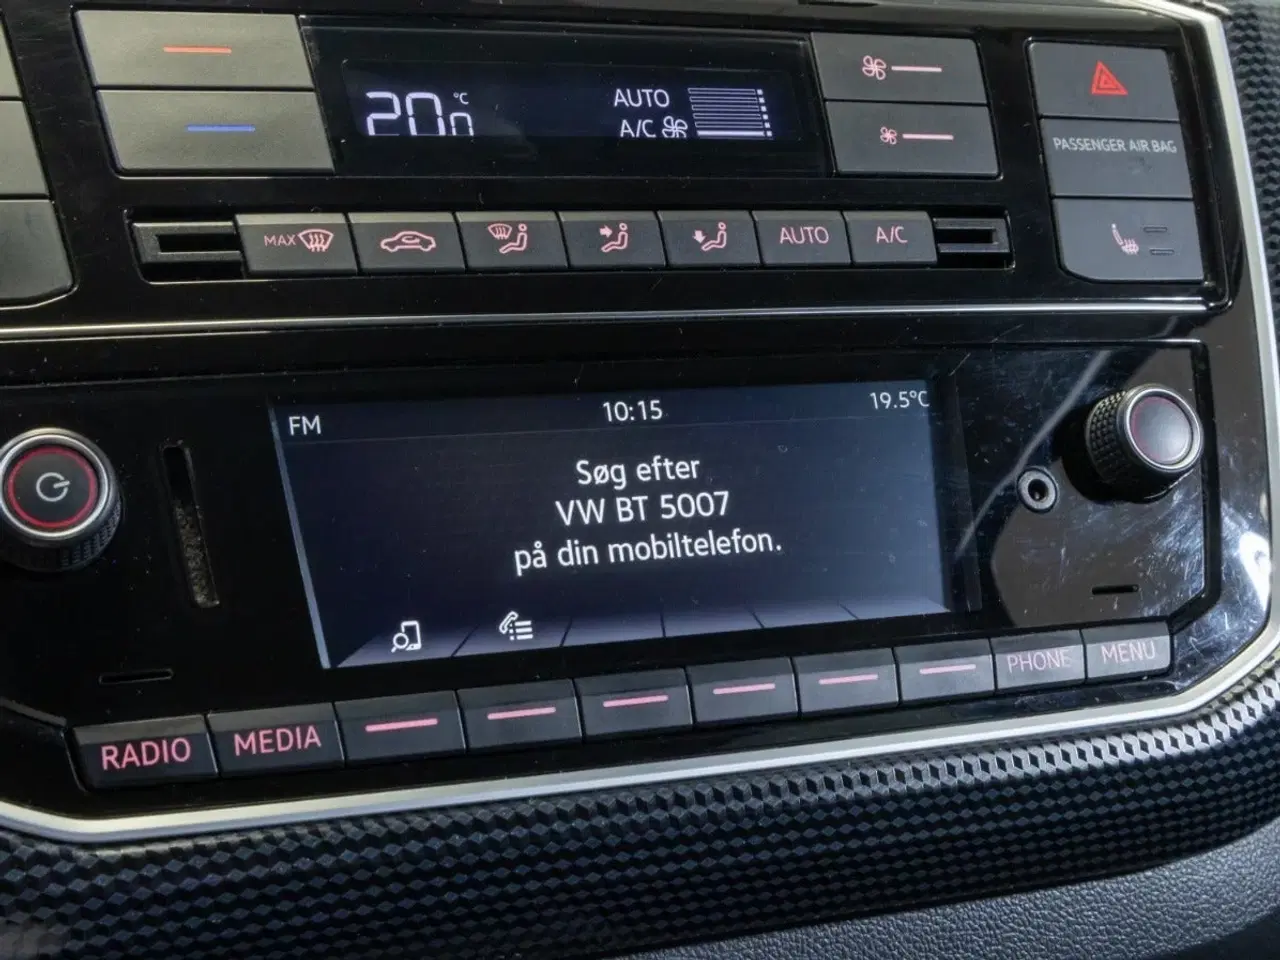 20.0 °C AUTO
A/C
PASSENGER AIR BAG
MAX AUTO A/C
FM 10:15 19.5°C
Søg efter
VW BT 5007
på din mobiltelefon.
RADIO MEDIA PHONE MENU